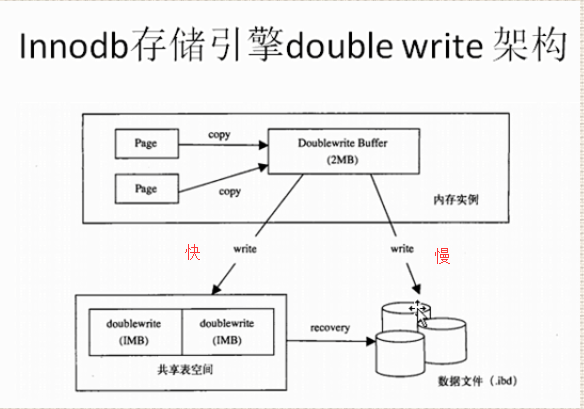 Innodb存储引擎double write 架构
Page
copy
Doublewrite Buffer
(2MB)
Page
copy
内存实例
快
write
write
慢
doublewrite
(IMB)
doublewrite
(IMB)
recovery
共享表空间
数据文件（.ibd）